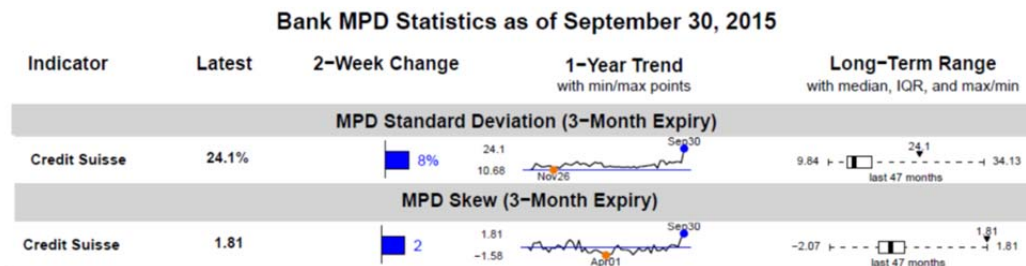 Bank MPD Statistics as of September 30, 2015
Indicator Latest 2-Week Change 1-Year Trend Long-Term Range
with min/max points with median, IQR, and max/min
MPD Standard Deviation (3-Month Expiry)
Credit Suisse 24.1% 8% 24.1 10.68 Sep30 Nov26 9.84 24.1 34.13
last 47 months
MPD Skew (3-Month Expiry)
Credit Suisse 1.81 2 1.81 -1.58 Sep30 Apr01 -2.07 1.81 1.81
last 47 months